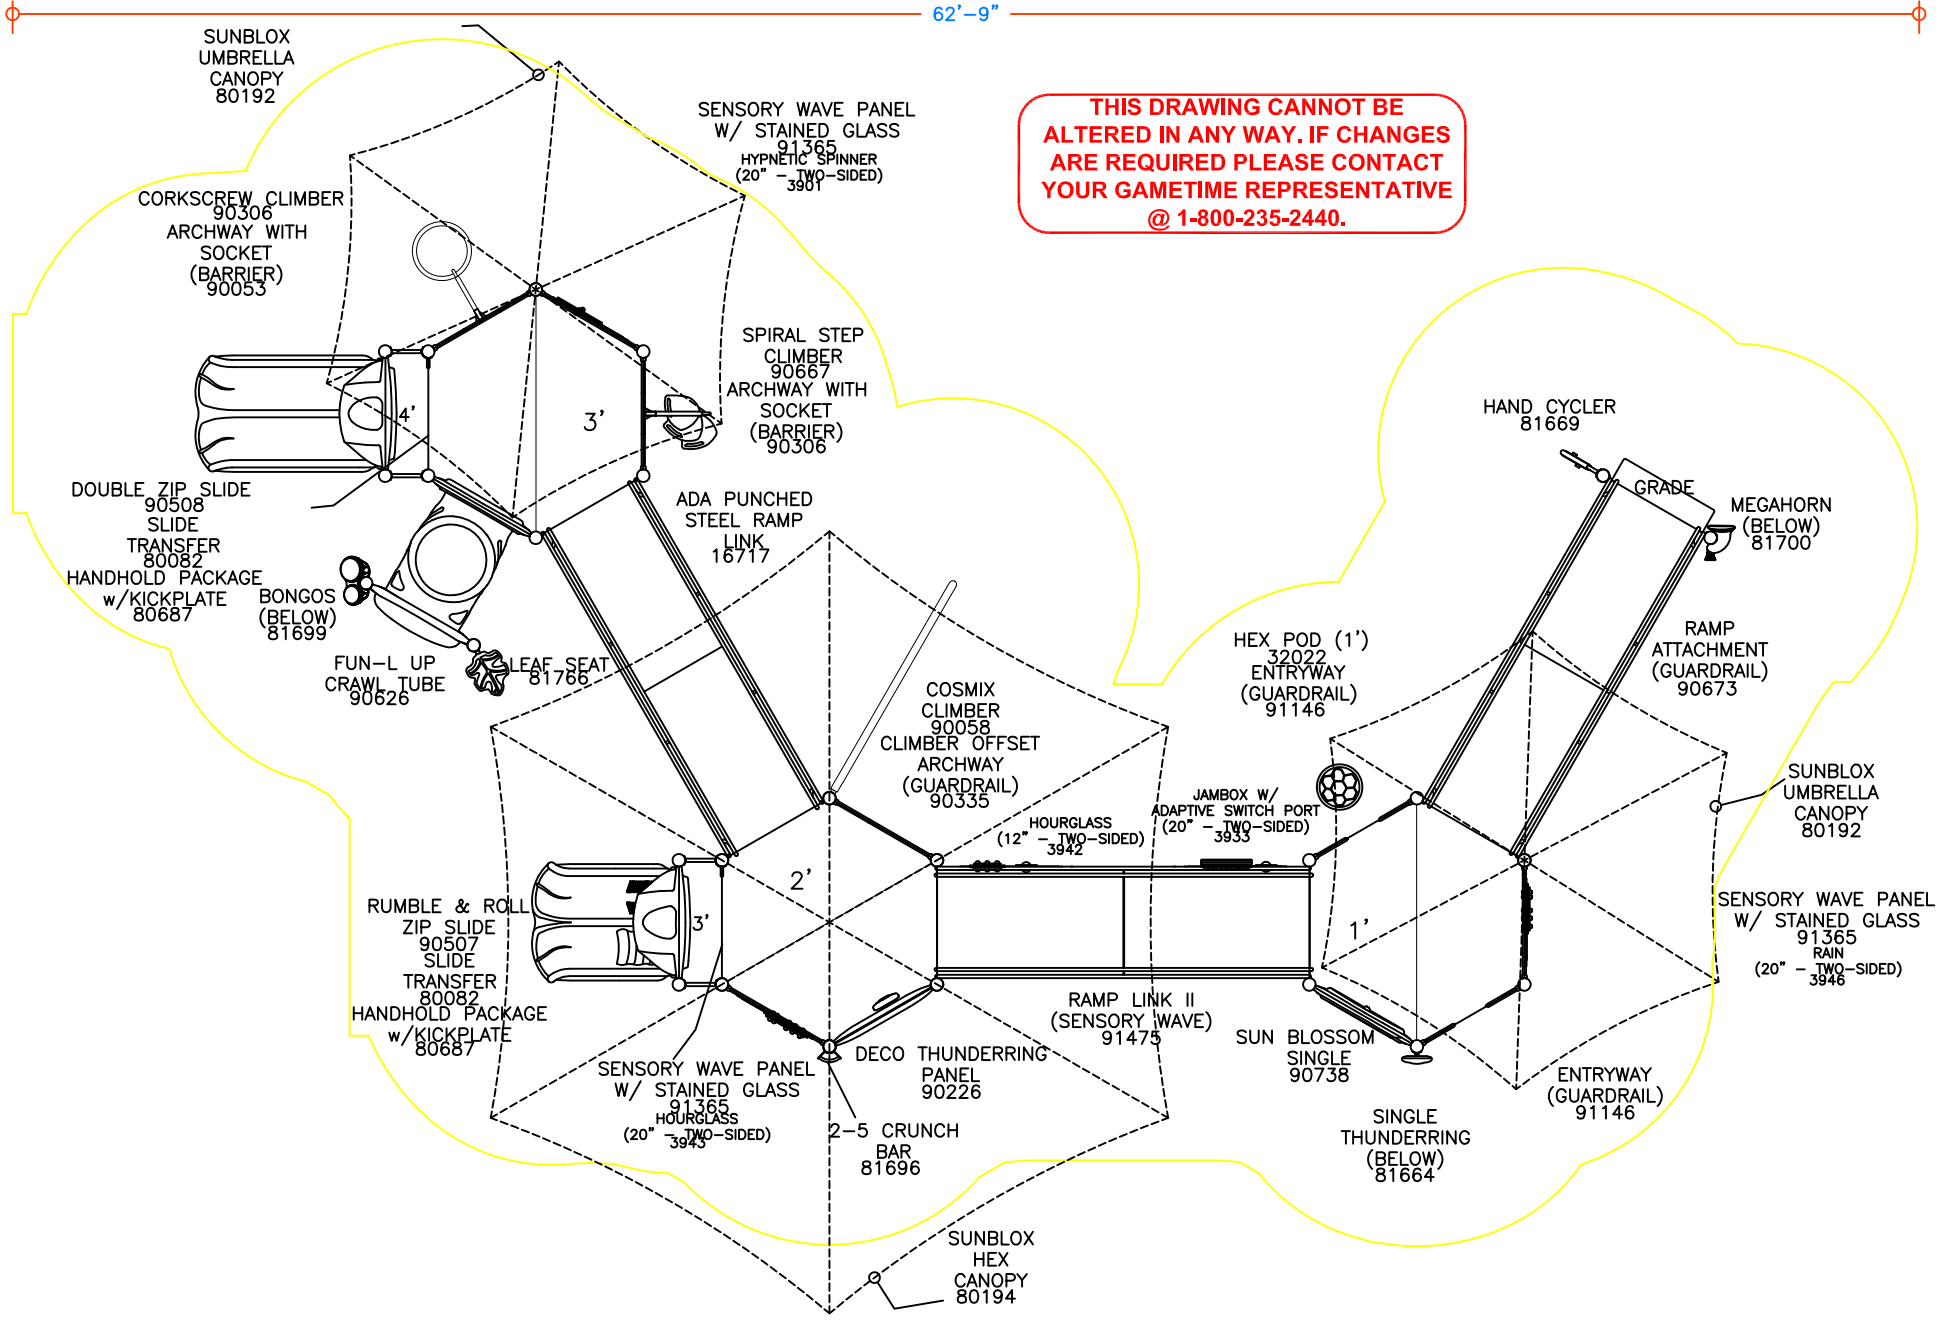 62'-9"
SUNBLOX
UMBRELLA
CANOPY
80192
SENSORY WAVE PANEL
W/ STAINED GLASS
91365
HYPNETIC SPINNER
(20" - TWO-SIDED)
3901
THIS DRAWING CANNOT BE
ALTERED IN ANY WAY. IF CHANGES
ARE REQUIRED PLEASE CONTACT
YOUR GAMETIME REPRESENTATIVE
@ 1-800-235-2440.
CORKSCREW CLIMBER
90306
ARCHWAY WITH
SOCKET
(BARRIER)
90053
SPIRAL STEP
CLIMBER
90667
ARCHWAY WITH
SOCKET
(BARRIER)
90306
4'
3'
HAND CYCLER
81669
GRADE
MEGAHORN
(BELOW)
81700
DOUBLE ZIP SLIDE
90508
SLIDE
TRANSFER
80082
HANDHOLD PACKAGE
w/KICKPLATE
80687
ADA PUNCHED
STEEL RAMP
LINK
16717
BONGOS
(BELOW)
81699
FUN-L UP
CRAWL TUBE
90626
LEAF SEAT
81766
HEX POD (1')
32022
ENTRYWAY
(GUARDRAIL)
91146
RAMP
ATTACHMENT
(GUARDRAIL)
90673
COSMIX
CLIMBER
90058
CLIMBER OFFSET
ARCHWAY
(GUARDRAIL)
90335
SUNBLOX
UMBRELLA
CANOPY
80192
JAMBOX W/
ADAPTIVE SWITCH PORT
(20" - TWO-SIDED)
3933
HOURGLASS
(12" - TWO-SIDED)
3942
2'
3'
1'
RUMBLE & ROLL
ZIP SLIDE
90507
SLIDE
TRANSFER
80082
HANDHOLD PACKAGE
w/KICKPLATE
80687
SENSORY WAVE PANEL
W/ STAINED GLASS
91365
RAIN
(20" - TWO-SIDED)
3946
RAMP LINK II
(SENSORY WAVE)
91475
SUN BLOSSOM
SINGLE
90738
SENSORY WAVE PANEL
W/ STAINED GLASS
91365
HOURGLASS
(20" - TWO-SIDED)
3943
DECO THUNDERRING
PANEL
90226
ENTRYWAY
(GUARDRAIL)
91146
2-5 CRUNCH
BAR
81696
SINGLE
THUNDERRING
(BELOW)
81664
SUNBLOX
HEX
CANOPY
80194